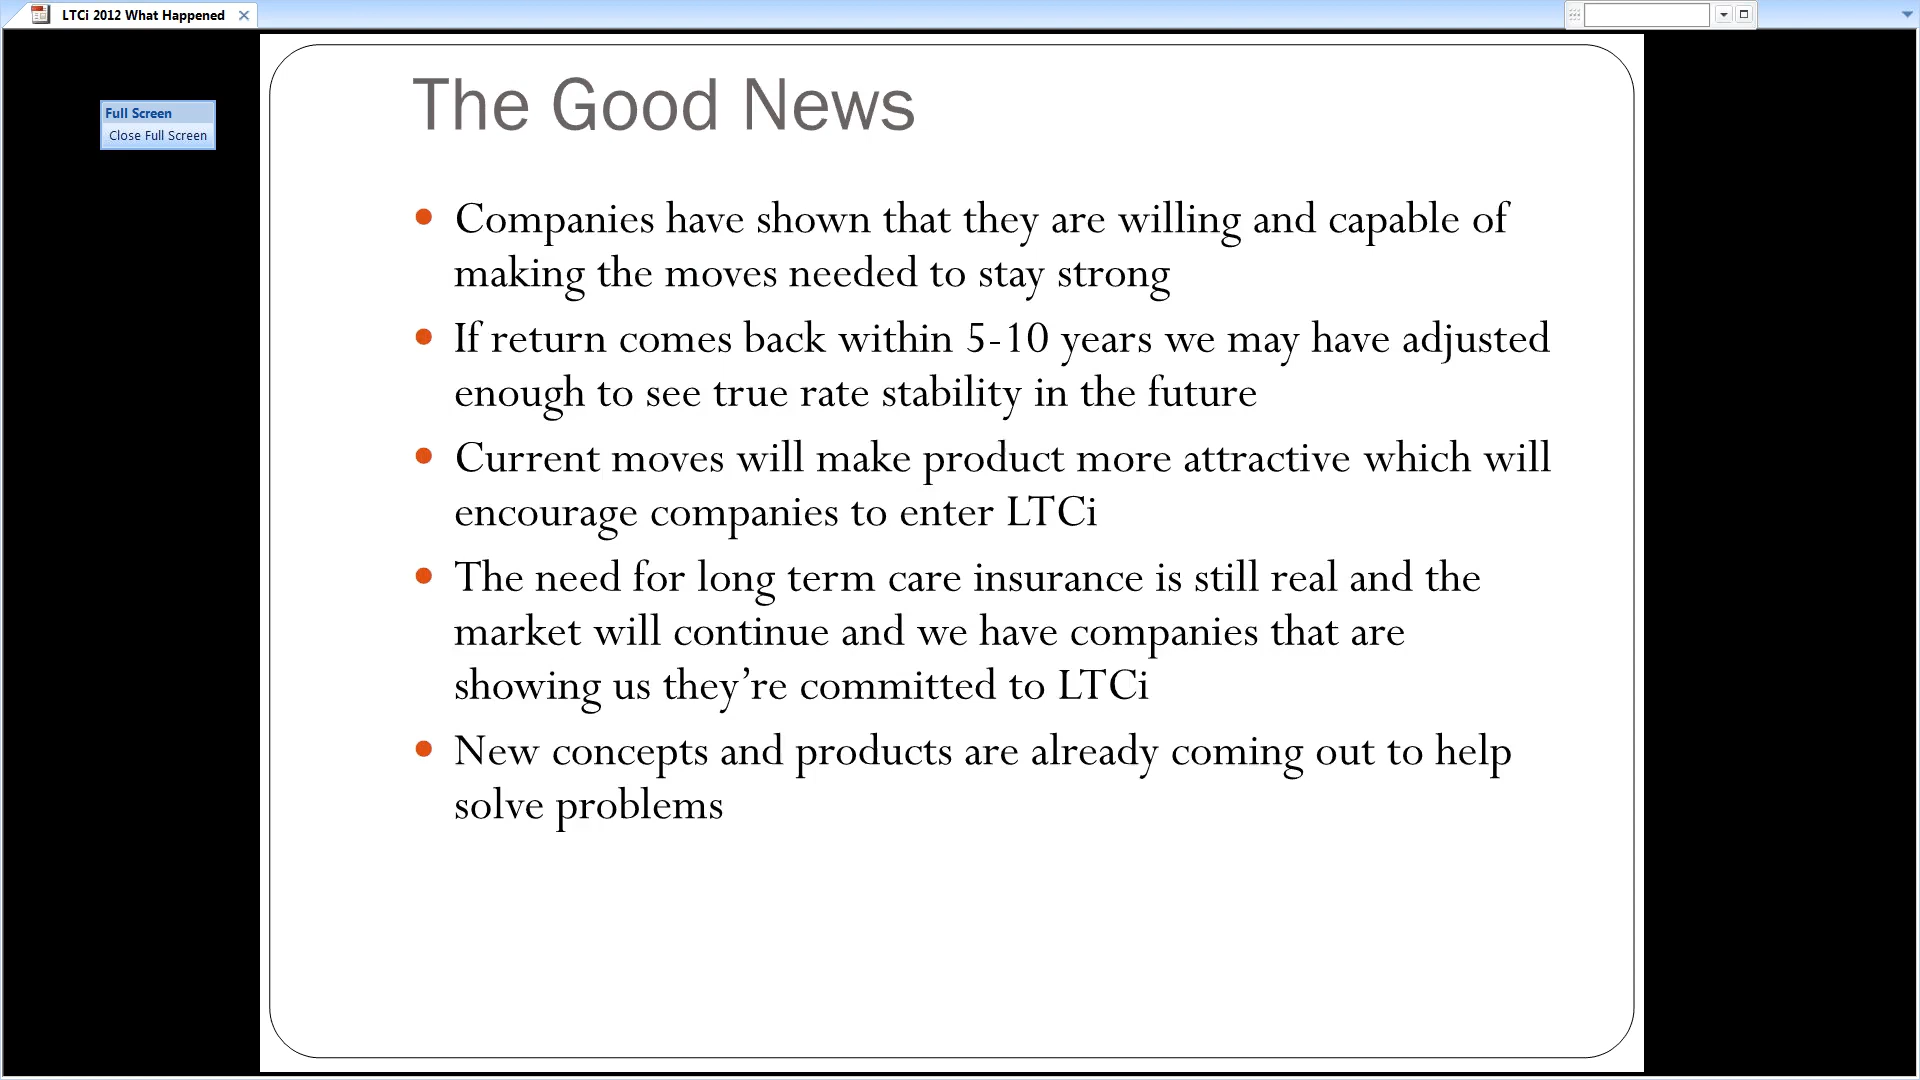 LTCi 2012 What Happened
Full Screen
Close Full Screen
The Good News
Companies have shown that they are willing and capable of
making the moves needed to stay strong
If return comes back within 5-10 years we may have adjusted
enough to see true rate stability in the future
Current moves will make product more attractive which will
encourage companies to enter LTCi
The need for long term care insurance is still real and the
market will continue and we have companies that are
showing us they’re committed to LTCi
New concepts and products are already coming out to help
solve problems